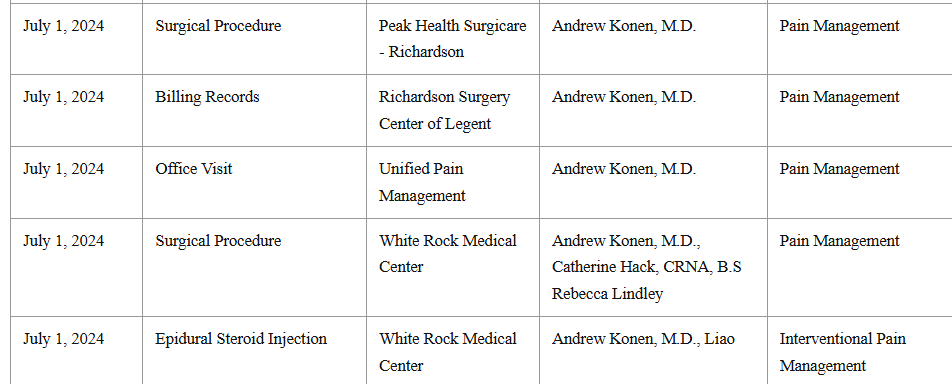 July 1, 2024 Surgical Procedure Peak Health Surgicare Andrew Konen, M.D. Pain Management
- Richardson
July 1, 2024 Billing Records Richardson Surgery Andrew Konen, M.D. Pain Management
Center of Legent
July 1, 2024 Office Visit Unified Pain Andrew Konen, M.D. Pain Management
Management
July 1, 2024 Surgical Procedure White Rock Medical Andrew Konen, M.D., Pain Management
Center Catherine Hack, CRNA, B.S
Rebecca Lindley
July 1, 2024 Epidural Steroid Injection White Rock Medical Andrew Konen, M.D., Liao Interventional Pain
Center Management